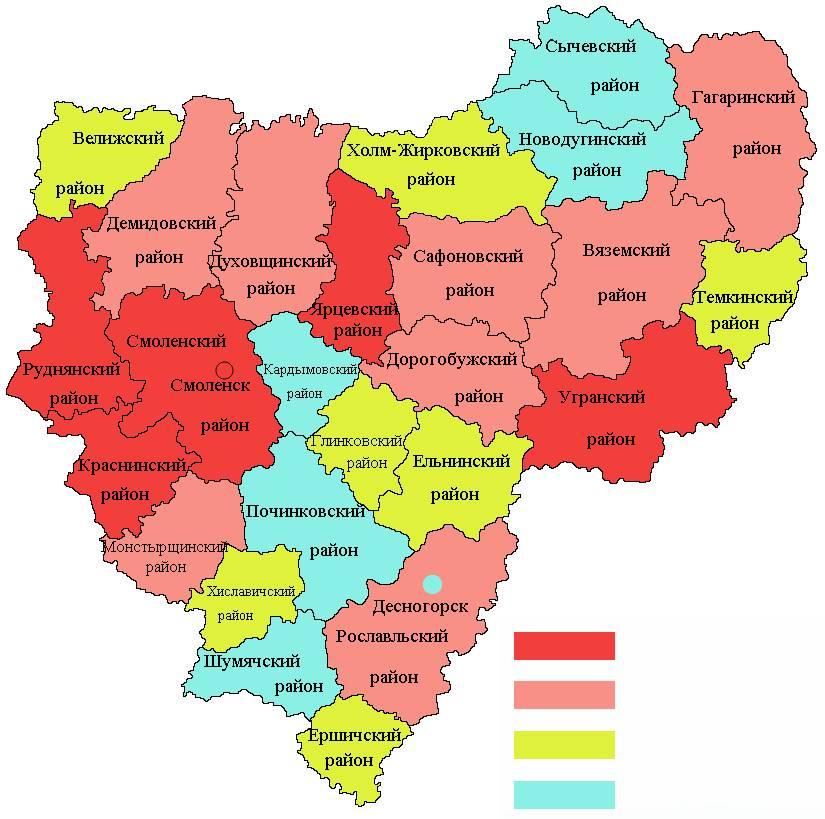 Сычевский
район
Гагаринский
район
Новодугинский
район
Велижский
район
Холм-Жирковский
район
Демидовский
район
Духовщинский
район
Сафоновский
район
Вяземский
район
Темкинский
район
Ярцевский
район
Смоленский
Смоленск
район
Руднянский
район
Кардымовский
район
Дорогобужский
район
Угранский
район
Глинковский
район
Ельнинский
район
Краснинский
район
Починковский
район
Монстырщинский
район
Хиславичский
район
Десногорск
Рославльский
район
Шумячский
район
Ершичский
район